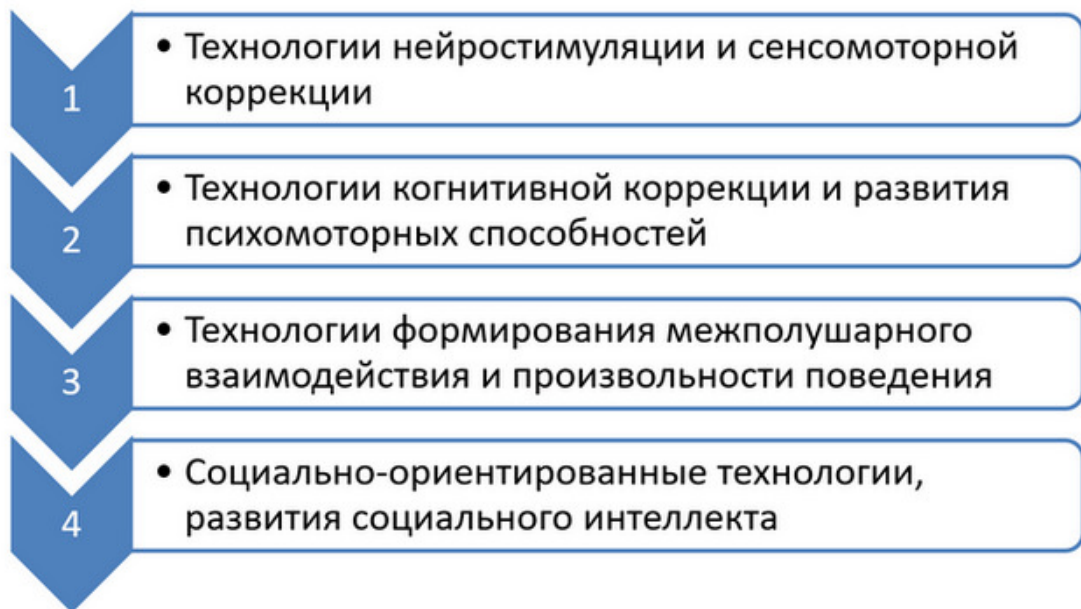 1
• Технологии нейростимуляции и сенсомоторной
коррекции
2
• Технологии когнитивной коррекции и развития
психомоторных способностей
3
• Технологии формирования межполушарного
взаимодействия и произвольности поведения
4
• Социально-ориентированные технологии,
развития социального интеллекта